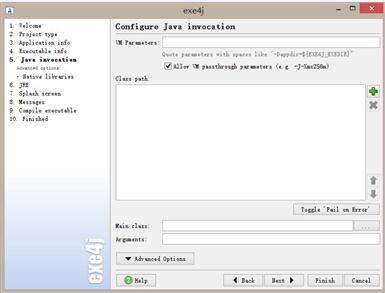 exe4j
1. Welcome
2. Project type
3. Application info
4. Executable info
5. Java invocation
Advanced options:
• Native libraries
6. JRE
7. Splash screen
8. Messages
9. Compile executable
10. Finished
exe4j
Configure Java invocation
VM Parameters:
Quote parameters with spaces like "-Dappdir=${EXE4J_EXEDIR}"
Allow VM passthrough parameters (e.g. -J-Xmx256m)
Class path:
Toggle 'Fail on Error'
Main class:
...
Arguments:
Advanced Options
Help
Back
Next
Finish
Cancel